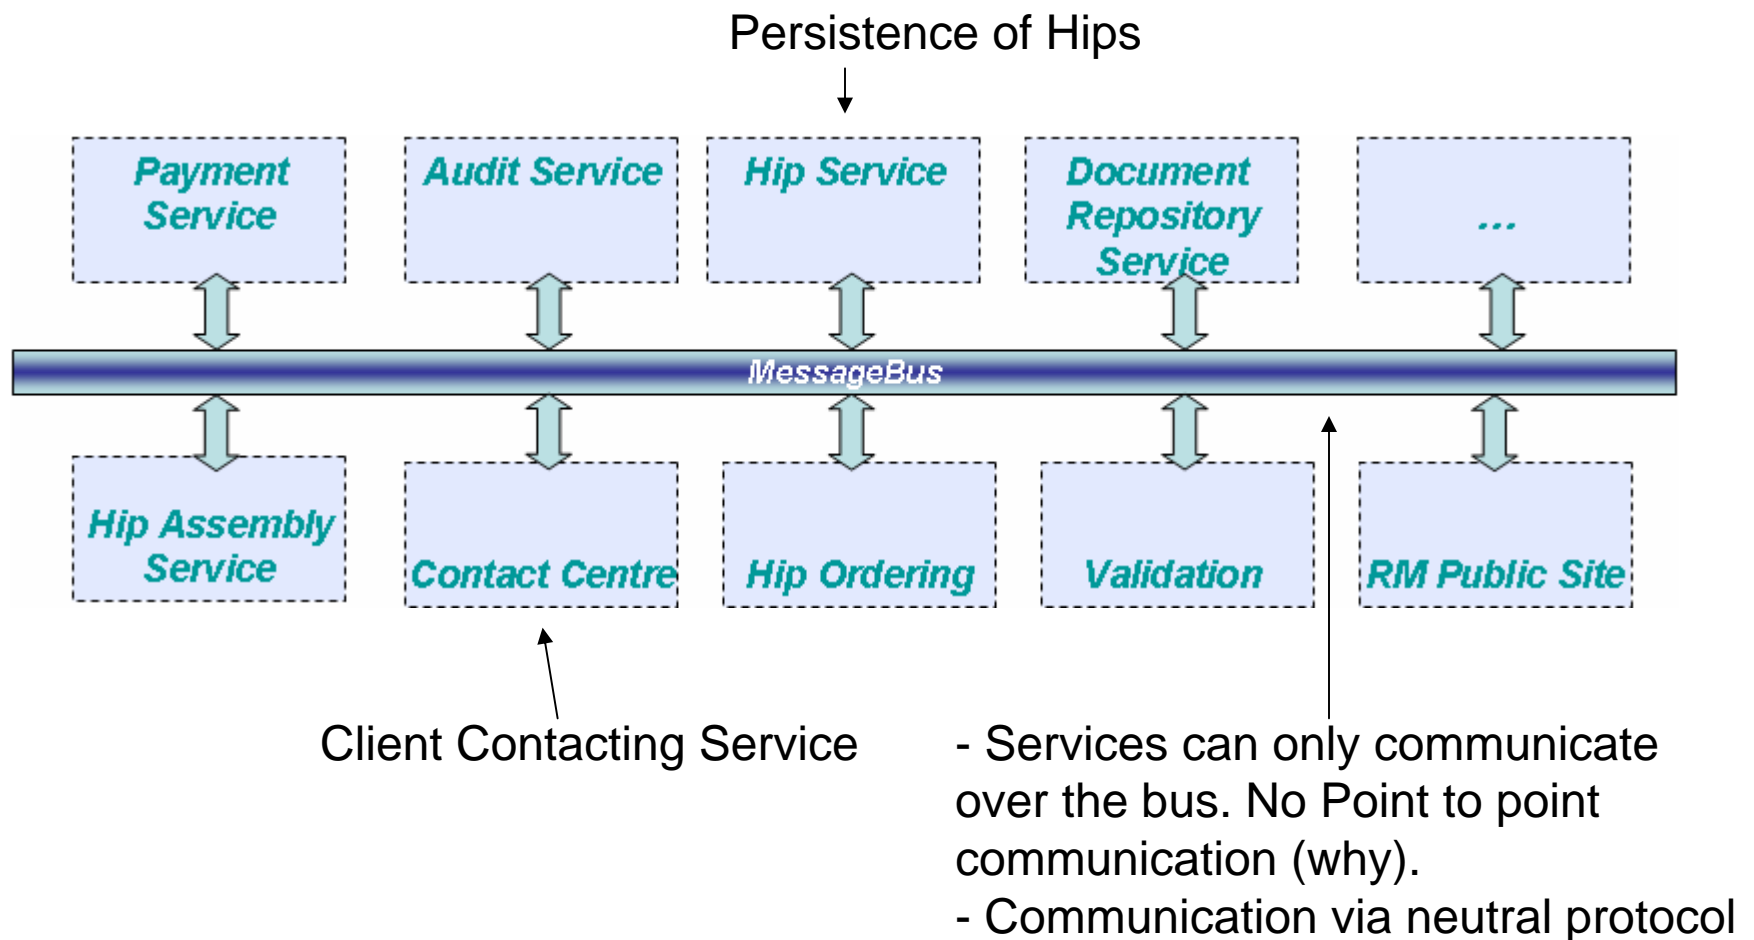 Persistence of Hips
Payment
Service
Audit Service
Hip Service
Document
Repository
Service
...
MessageBus
Hip Assembly
Service
Contact Centre
Hip Ordering
Validation
RM Public Site
Client Contacting Service
- Services can only communicate
over the bus. No Point to point
communication (why).
- Communication via neutral protocol